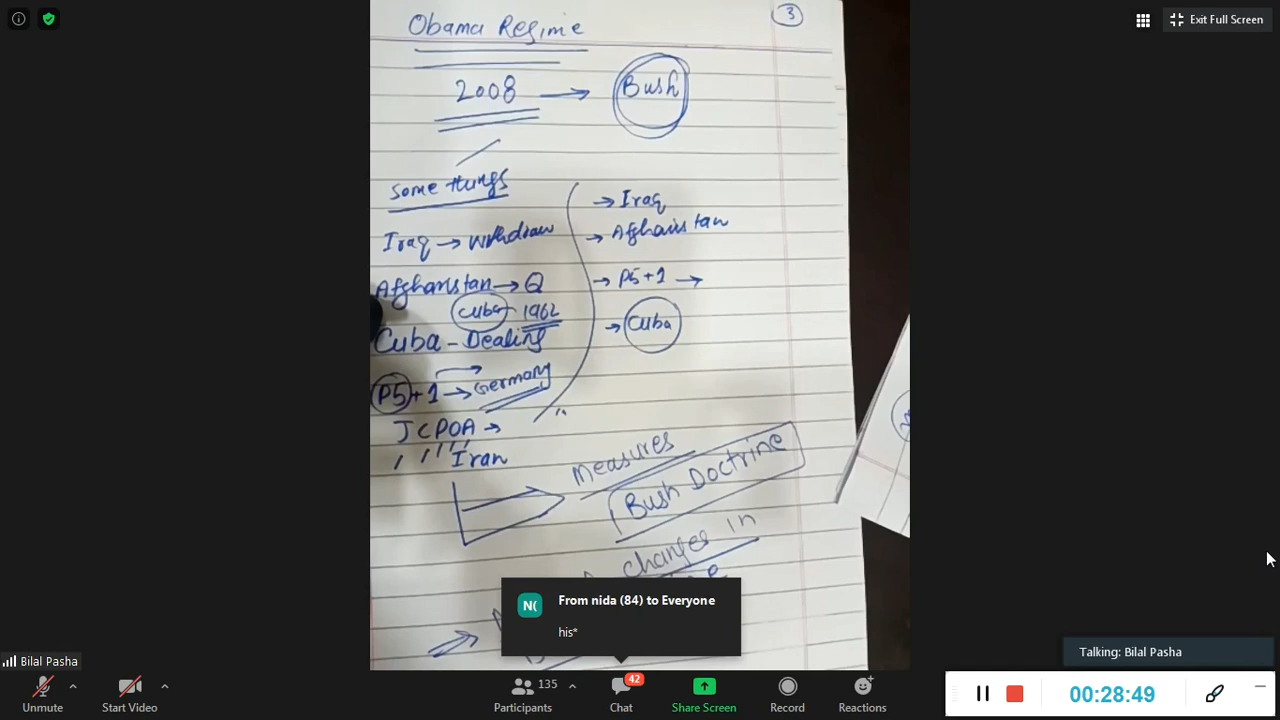 Exit Full Screen
3
Obama Regime
2008 → Bush
some things
Iraq → withdraw
Afghanistan → Q
Cuba - 1962
Cuba - Dealing
P5+1 → Germany
JCPOA →
Iran
→ Iraq
→ Afghanistan
→ P5+1 →
→ Cuba
Measures
Bush Doctrine
changes in
N(
From nida (84) to Everyone
his*
Bilal Pasha
Talking: Bilal Pasha
Unmute
Start Video
135
Participants
42
Chat
Share Screen
Record
Reactions
00:28:49